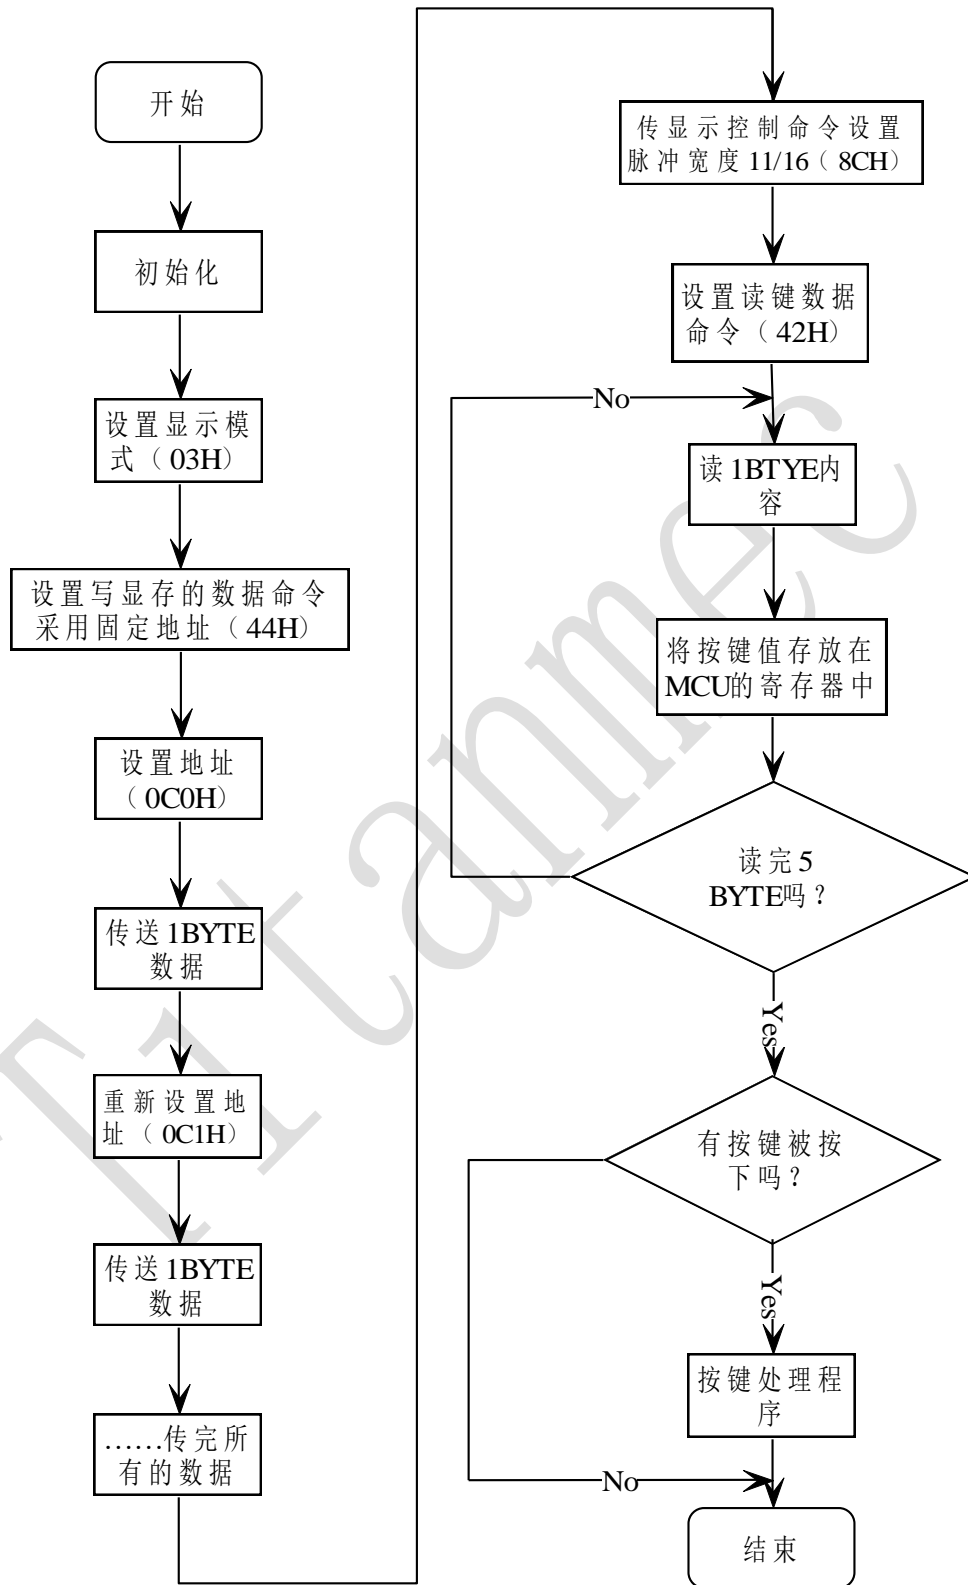 开始
初始化
设置显示模
式（03H）
设置写显存的数据命令
采用固定地址（44H）
设置地址
（0C0H）
传送1BYTE
数据
重新设置地
址（0C1H）
传送1BYTE
数据
……传完所
有的数据
传显示控制命令设置
脉冲宽度11/16（8CH）
设置读键数据
命令（42H）
No
读1BTYE内
容
将按键值存放在
MCU的寄存器中
读完5
BYTE吗？
Yes
有按键被按
下吗？
Yes
按键处理程
序
No
结束
Titanmec